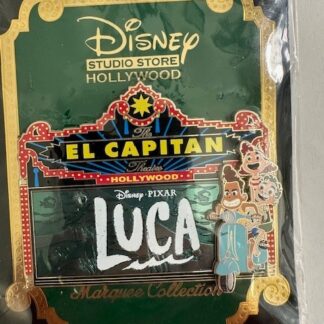 Disney
STUDIO STORE
HOLLYWOOD
The
EL CAPITAN
Theatre
HOLLYWOOD
Disney • PIXAR
LUCA
Marquee Collection